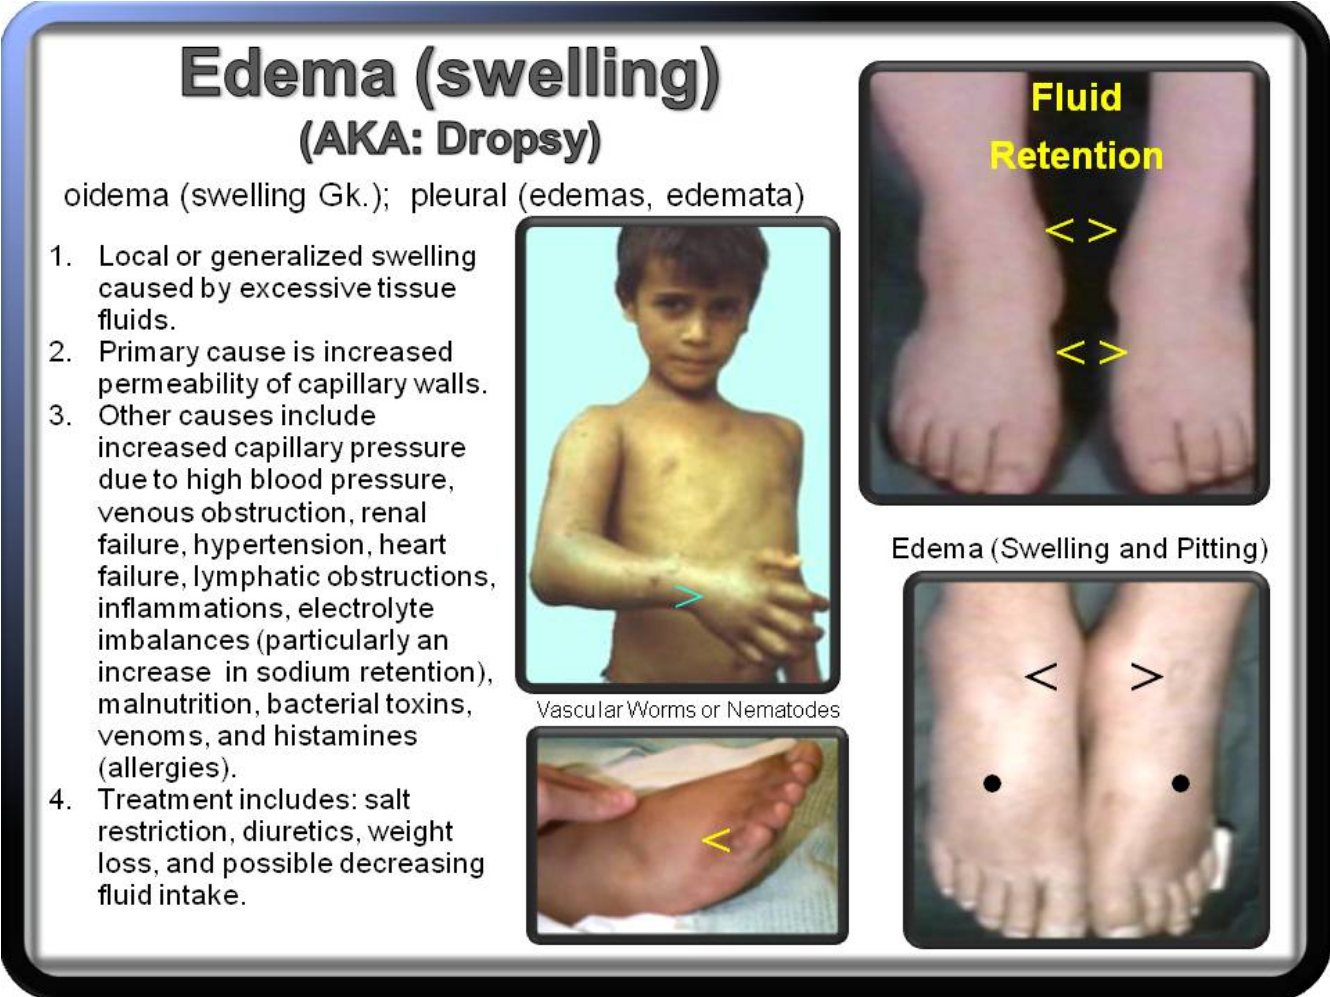 Edema (swelling)
(AKA: Dropsy)
oidema (swelling Gk.);  pleural (edemas, edemata)
1. Local or generalized swelling
caused by excessive tissue
fluids.
2. Primary cause is increased
permeability of capillary walls.
3. Other causes include
increased capillary pressure
due to high blood pressure,
venous obstruction, renal
failure, hypertension, heart
failure, lymphatic obstructions,
inflammations, electrolyte
imbalances (particularly an
increase  in sodium retention),
malnutrition, bacterial toxins,
venoms, and histamines
(allergies).
4. Treatment includes: salt
restriction, diuretics, weight
loss, and possible decreasing
fluid intake.
>
Vascular Worms or Nematodes
<
Fluid
Retention
< >
< >
Edema (Swelling and Pitting)
< >